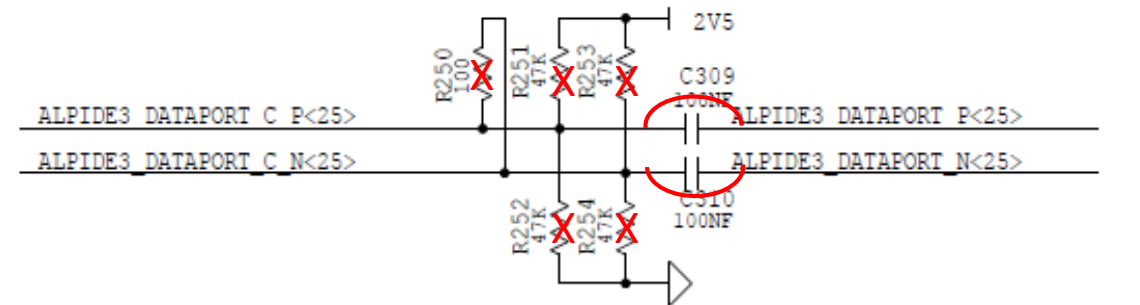 2V5
R250
100
R251
47K
R253
47K
C309
100NF
ALPIDE3_DATAPORT_C_P<25>
ALPIDE3_DATAPORT_P<25>
ALPIDE3_DATAPORT_C_N<25>
ALPIDE3_DATAPORT_N<25>
R252
47K
R254
47K
C310
100NF